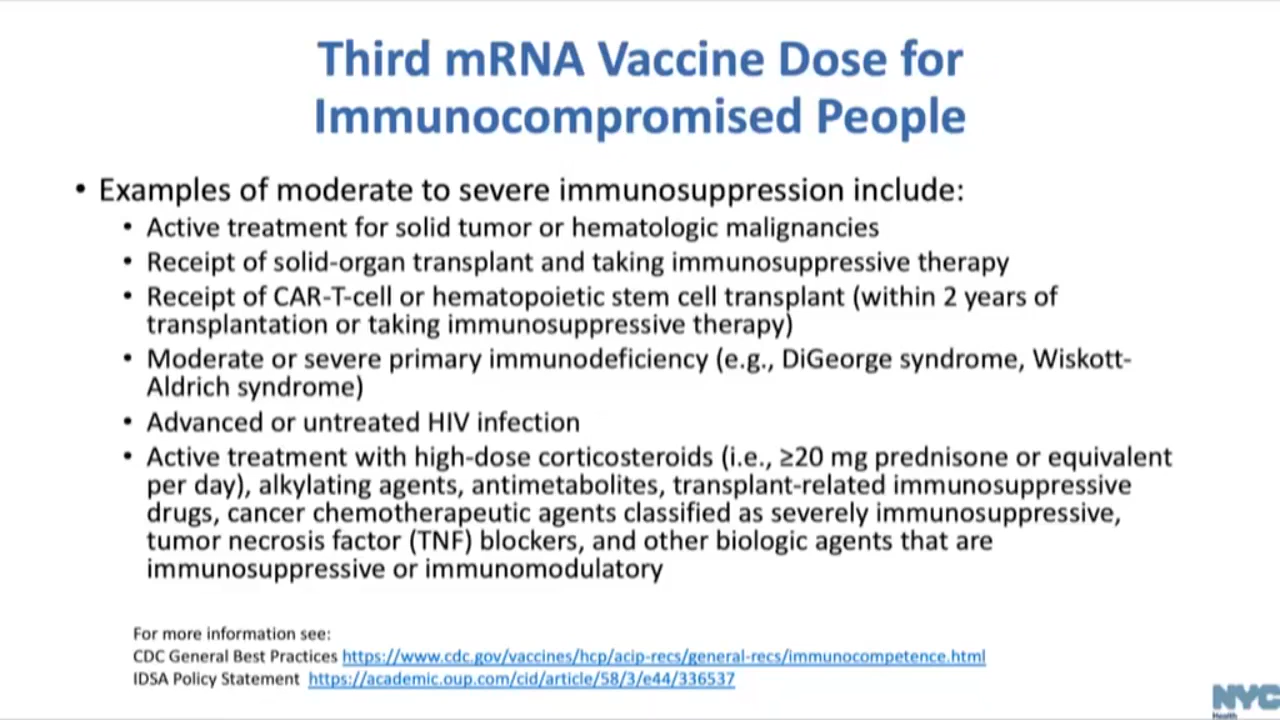 Third mRNA Vaccine Dose for
Immunocompromised People
• Examples of moderate to severe immunosuppression include:
• Active treatment for solid tumor or hematologic malignancies
• Receipt of solid-organ transplant and taking immunosuppressive therapy
• Receipt of CAR-T-cell or hematopoietic stem cell transplant (within 2 years of
transplantation or taking immunosuppressive therapy)
• Moderate or severe primary immunodeficiency (e.g., DiGeorge syndrome, Wiskott-
Aldrich syndrome)
• Advanced or untreated HIV infection
• Active treatment with high-dose corticosteroids (i.e., ≥20 mg prednisone or equivalent
per day), alkylating agents, antimetabolites, transplant-related immunosuppressive
drugs, cancer chemotherapeutic agents classified as severely immunosuppressive,
tumor necrosis factor (TNF) blockers, and other biologic agents that are
immunosuppressive or immunomodulatory
For more information see:
CDC General Best Practices https://www.cdc.gov/vaccines/hcp/acip-recs/general-recs/immunocompetence.html
IDSA Policy Statement https://academic.oup.com/cid/article/58/3/e44/336537
NYC
Health